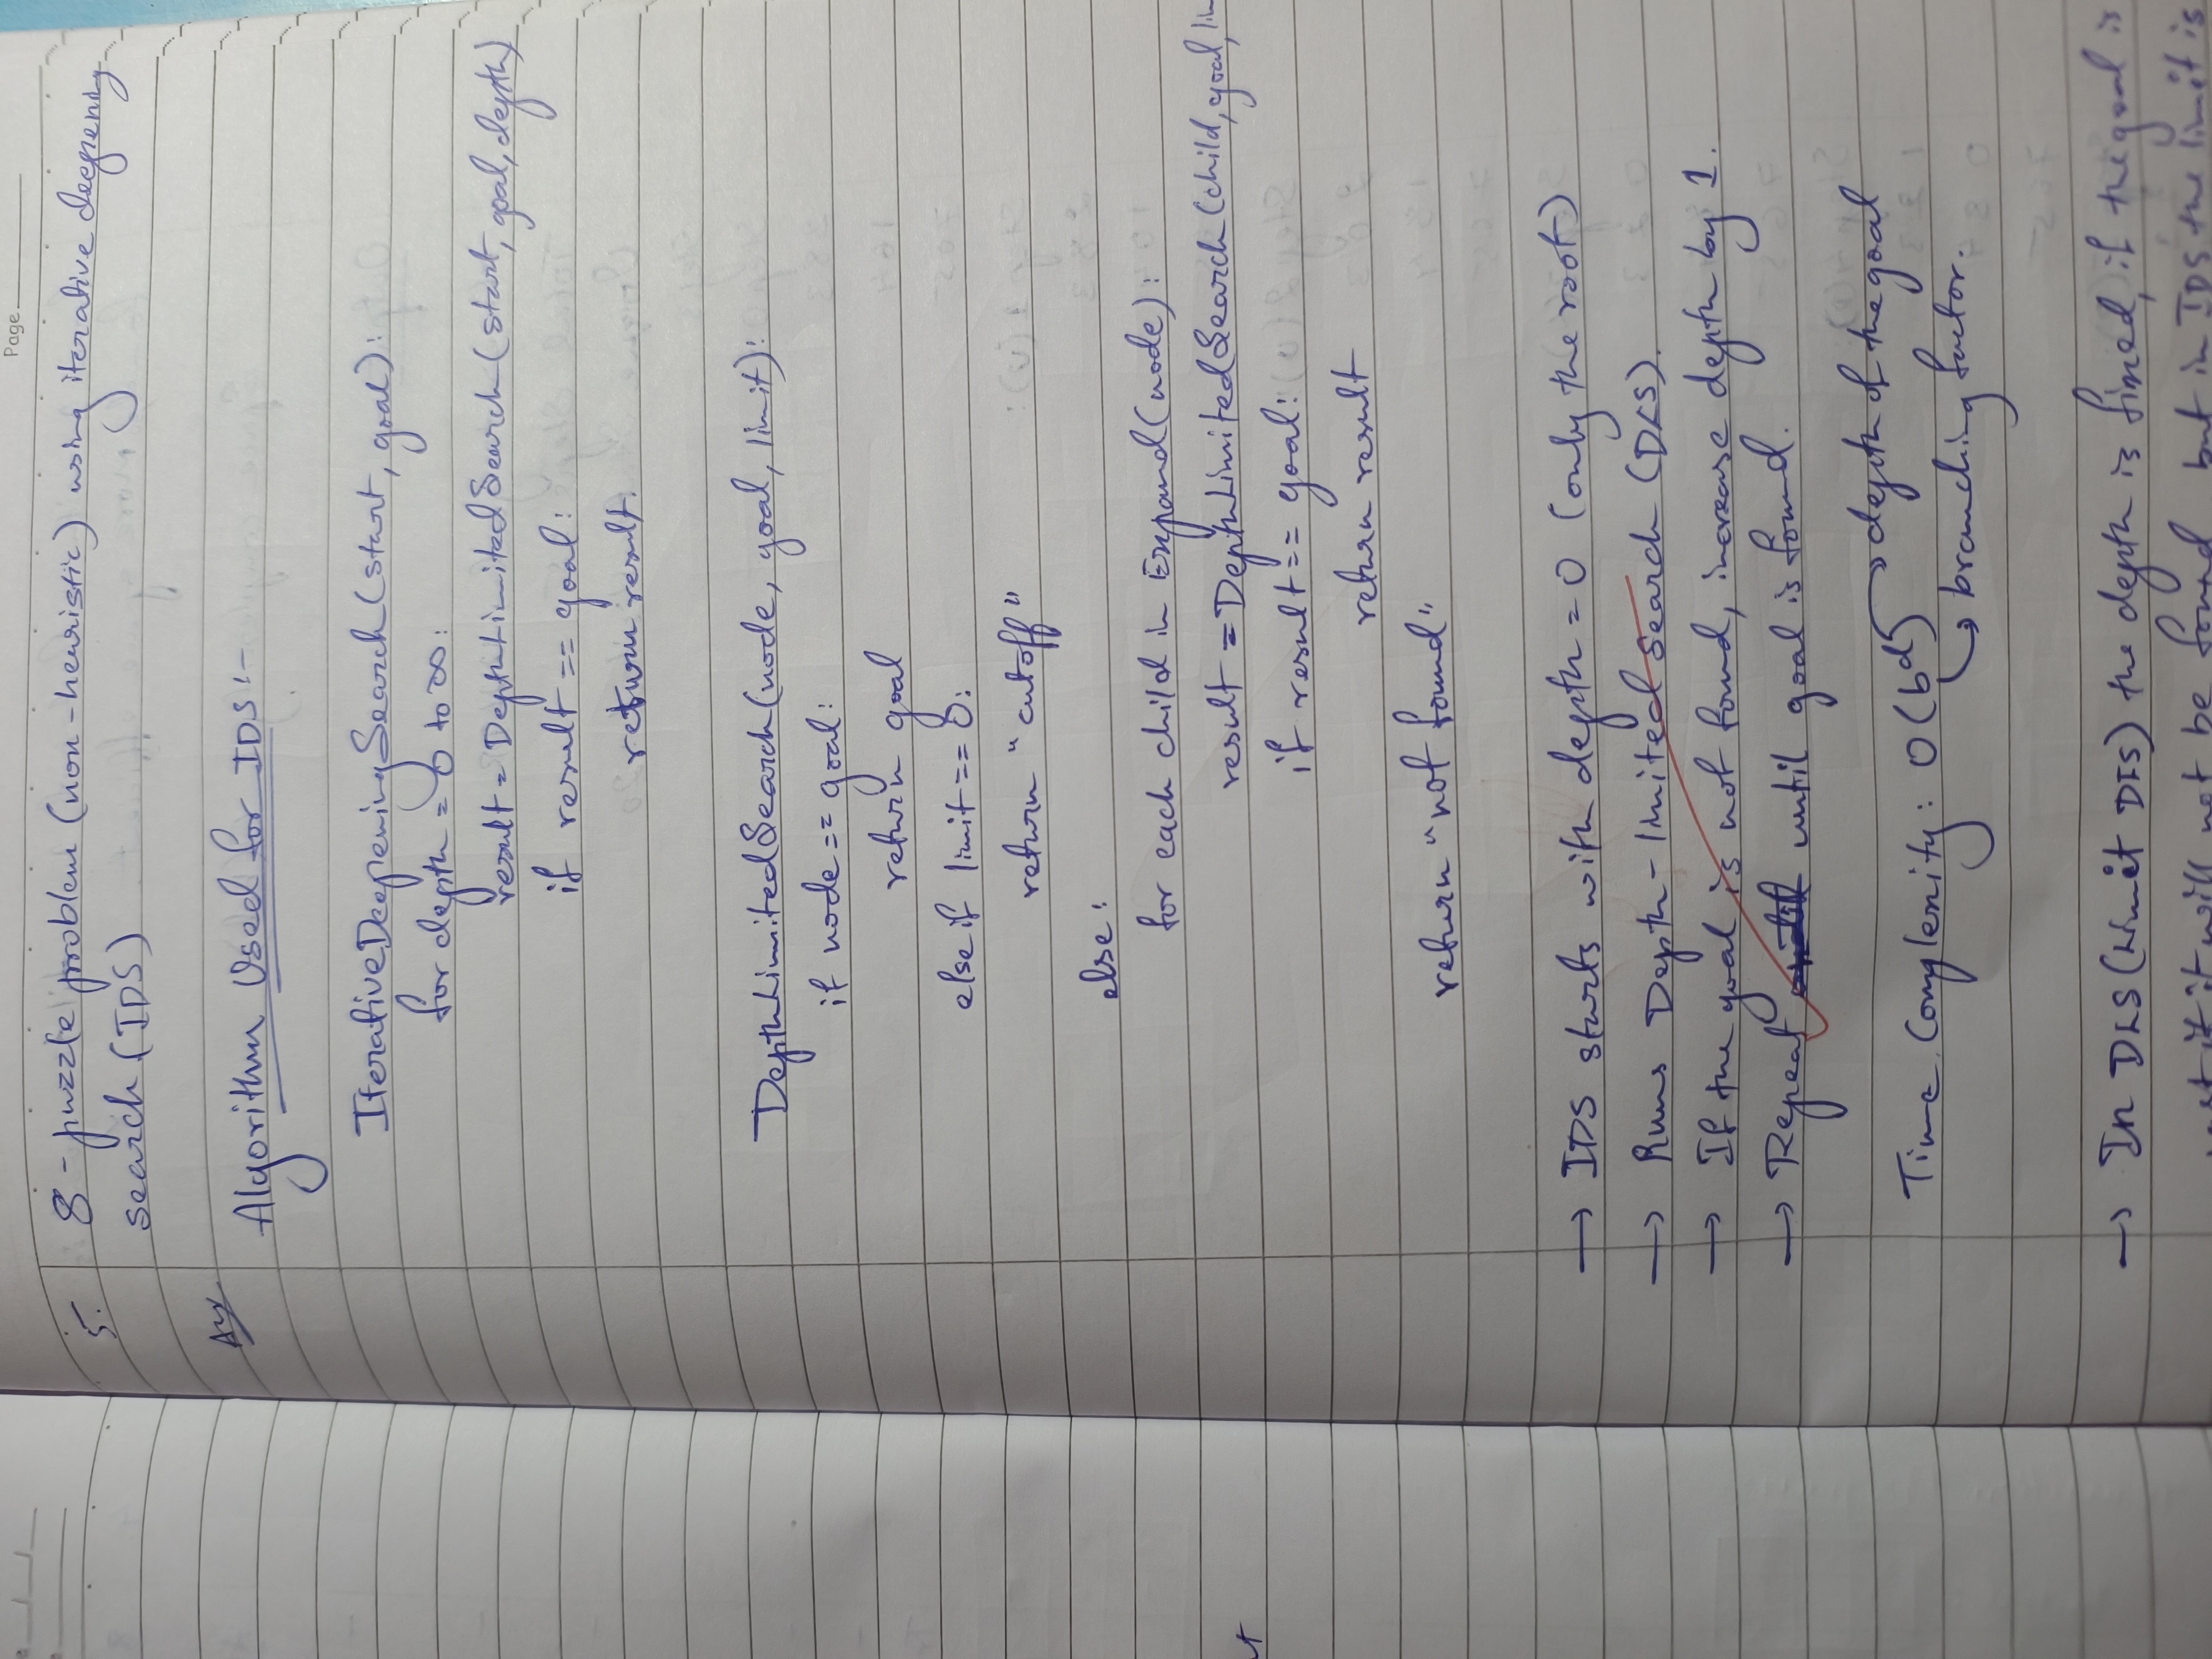 Page
5. 8-puzzle problem (non-heuristic) using iterative deepening
search (IDS)
Ans
Algorithm Used for IDS:-
IterativeDeepeningSearch(start, goal):
for depth = 0 to ∞:
result = DepthLimitedSearch(start, goal, depth)
if result == goal:
return result.
DepthLimitedSearch(node, goal, limit):
if node == goal:
return goal
else if limit == 0:
return "cutoff"
else:
for each child in Expand(node):
result = DepthLimitedSearch(child, goal, lim
if result == goal:
return result
return "not found"
→ IDS starts with depth = 0 (only the root)
→ Runs Depth-limited Search (DLS).
→ If the goal is not found, increase depth by 1.
→ Repeat until goal is found.
Time Complexity: O(b^d) → depth of the goal
→ branching factor.
→ In DLS (Limit DFS) the depth is fixed, if the goal is
it will not be found, but in IDS the limit is